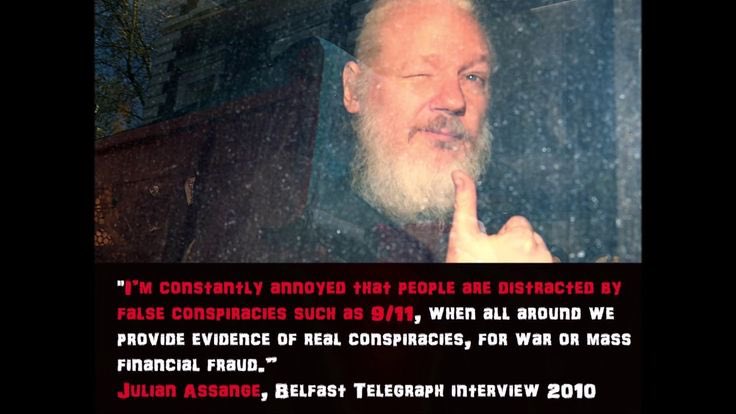 "I'm constantly annoyed that people are distracted by
false conspiracies such as 9/11, when all around we
provide evidence of real conspiracies, for war or mass
financial fraud."
Julian Assange, Belfast Telegraph interview 2010